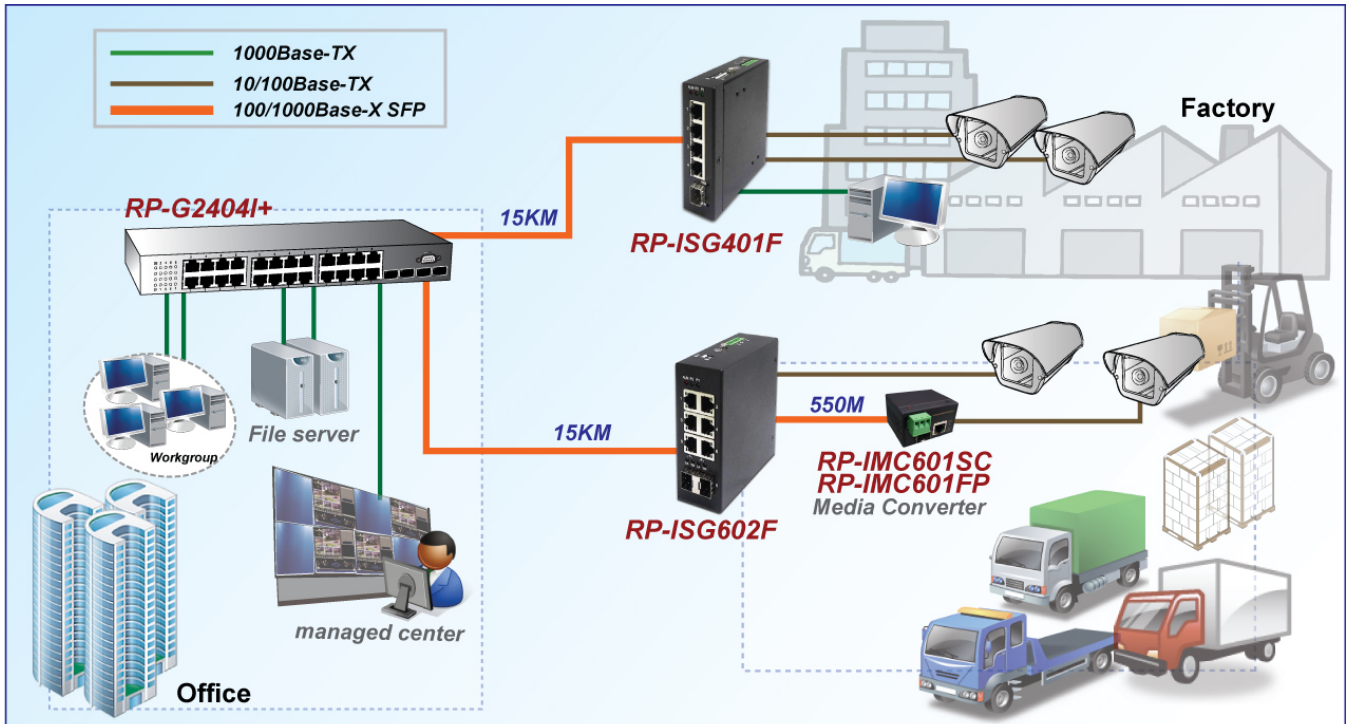 1000Base-TX
10/100Base-TX
100/1000Base-X SFP
Factory
RP-G2404I+
15KM
RP-ISG401F
Workgroup
File server
15KM
550M
RP-IMC601SC
RP-IMC601FP
Media Converter
RP-ISG602F
managed center
Office